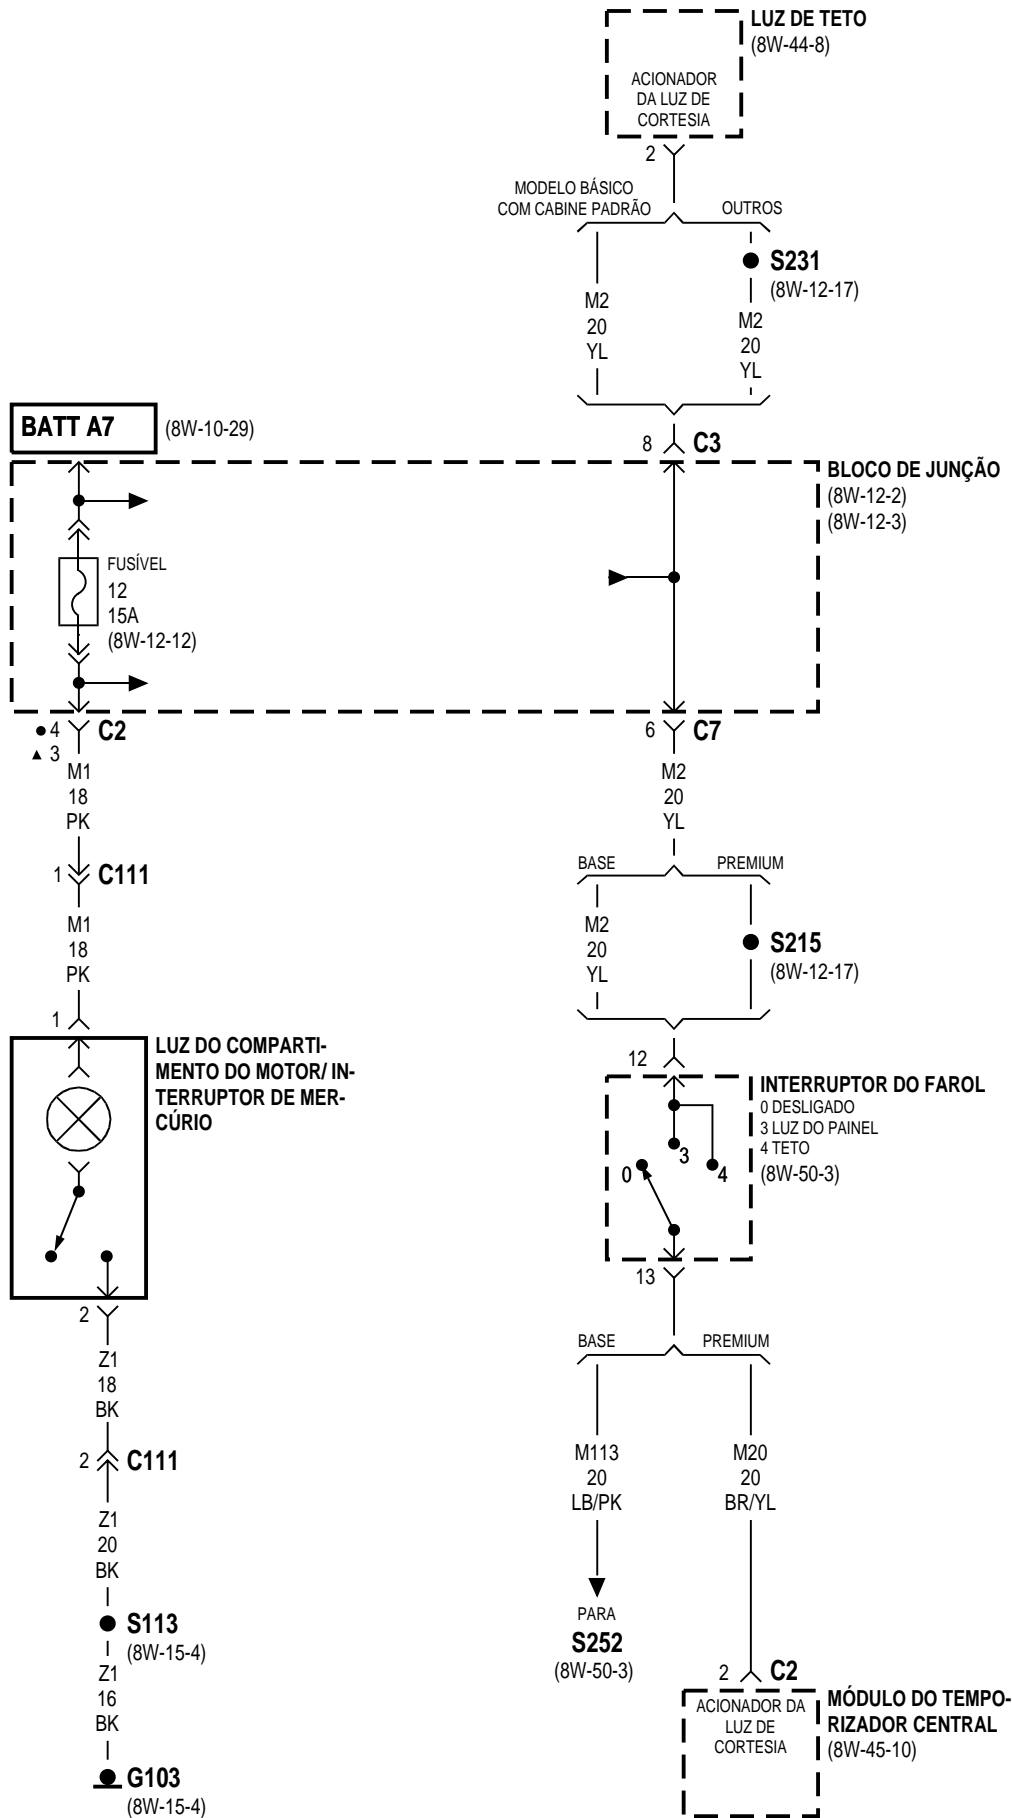 LUZ DE TETO
(8W-44-8)
ACIONADOR
DA LUZ DE
CORTESIA
2
MODELO BÁSICO
COM CABINE PADRÃO
OUTROS
S231
(8W-12-17)
M2
20
YL
M2
20
YL
BATT A7
(8W-10-29)
8
C3
BLOCO DE JUNÇÃO
(8W-12-2)
(8W-12-3)
FUSÍVEL
12
15A
(8W-12-12)
4
3
C2
M1
18
PK
1
C111
M1
18
PK
1
LUZ DO COMPARTI-
MENTO DO MOTOR/ IN-
TERRUPTOR DE MER-
CÚRIO
2
Z1
18
BK
2
C111
Z1
20
BK
S113
(8W-15-4)
Z1
16
BK
G103
(8W-15-4)
6
C7
M2
20
YL
BASE
PREMIUM
M2
20
YL
S215
(8W-12-17)
12
INTERRUPTOR DO FAROL
0 DESLIGADO
3 LUZ DO PAINEL
4 TETO
(8W-50-3)
0
3
4
13
BASE
PREMIUM
M113
20
LB/PK
M20
20
BR/YL
PARA
S252
(8W-50-3)
2
C2
ACIONADOR DA
LUZ DE
CORTESIA
MÓDULO DO TEMPO-
RIZADOR CENTRAL
(8W-45-10)